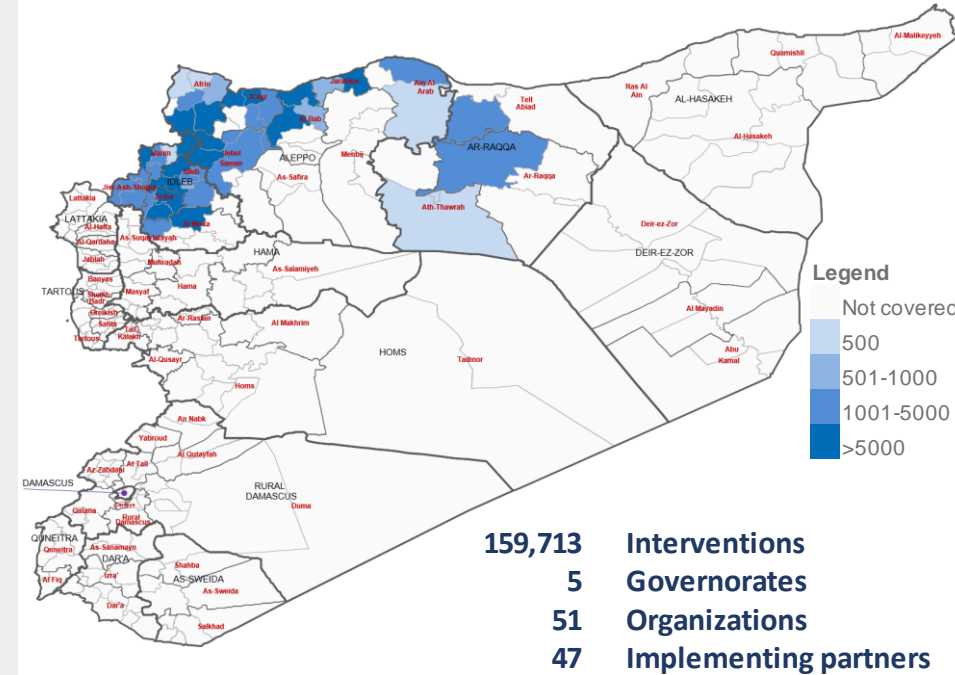 Al-Malikeyyeh
Quamishli
Afrin
Jarablus
Ain Al
Arab
Ras Al
Ain
A'zaz
Tell
Abiad
AL-HASAKEH
Al Bab
Al-Hasakeh
Harim
Jebel
Saman
ALEPPO
Menbij
AR-RAQQA
Idleb
IDLEB
As-Safira
Ar-Raqqa
Jisr-Ash-Shugur
Ariha
Lattakia
Ath-Thawrah
LATTAKIA
Al-Haffa
Al Ma'ra
Deir-ez-Zor
Al-Qardaha
As-Suqaylabiyah
DEIR-EZ-ZOR
HAMA
Jablah
Muhradah
As-Salamiyeh
Banyas
Hama
TARTOUS
Sheikh
Badr
Masyaf
Dreikish
Safita
Ar-Rastan
Al Makhrim
Al Mayadin
Tartous
Tall
Kalakh
HOMS
Tadmor
Abu
Kamal
Al-Qusayr
Homs
An Nabk
Yabroud
Al Qutayfah
Az-Zabdani
At Tall
DAMASCUS
RURAL
DAMASCUS
Duma
Qatana
Rural
Damascus
QUNEITRA
Quneitra
As-Sanamayn
DAR'A
Shahba
Al Fiq
Izra'
AS-SWEIDA
As-Sweida
Dar'a
Salkhad
Legend
Not covered
500
501-1000
1001-5000
>5000
159,713 Interventions
5 Governorates
51 Organizations
47 Implementing partners